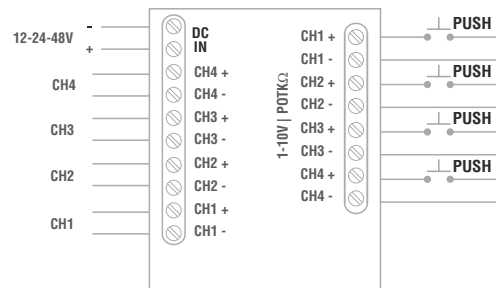 -
12-24-48V
+
DC
IN
CH4
CH4 +
CH4 -
CH3
CH3 +
CH3 -
CH2
CH2 +
CH2 -
CH1
CH1 +
CH1 -
1-10V | POTKΩ
CH1 +
CH1 -
CH2 +
CH2 -
CH3 +
CH3 -
CH4 +
CH4 -
PUSH
PUSH
PUSH
PUSH